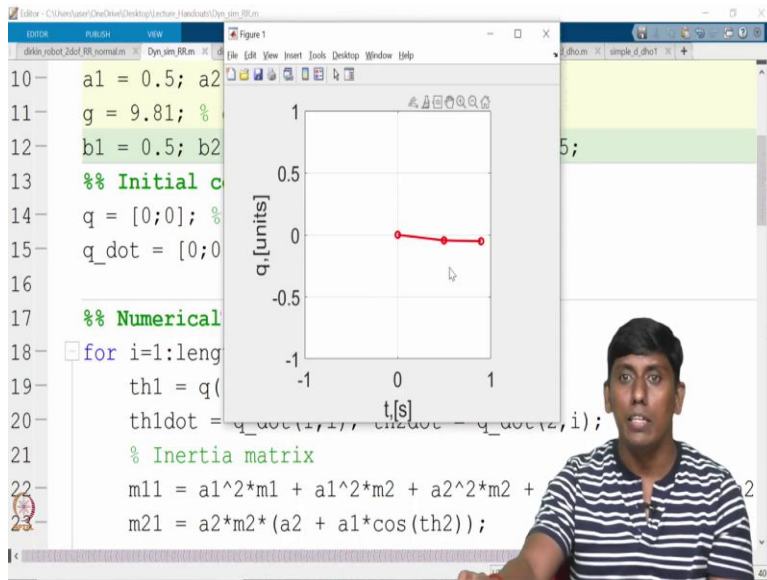 Editor - C:\Users\user\OneDrive\Desktop\Lecture_Handouts\Dyn_sim_RR.m
EDITOR PUBLISH VIEW
dirkin_robot_2dof_RR_normal.m Dyn_sim_RR.m di d_dho.m simple_d_dho1
Figure 1
File Edit View Insert Tools Desktop Window Help
10 a1 = 0.5; a2
11 g = 9.81; %
12 b1 = 0.5; b2 5;
13 %% Initial c
14 q = [0;0]; %
15 q_dot = [0;0
16
17 %% Numerical
18 for i=1:leng
19 th1 = q(
20 th1dot = q_dot(1,i); th2dot = q_dot(2,i);
21 % Inertia matrix
22 m11 = a1^2*m1 + a1^2*m2 + a2^2*m2 + 2
23 m21 = a2*m2*(a2 + a1*cos(th2));
1
0.5
0
-0.5
-1
q,[units]
-1 0 1
t,[s]
40